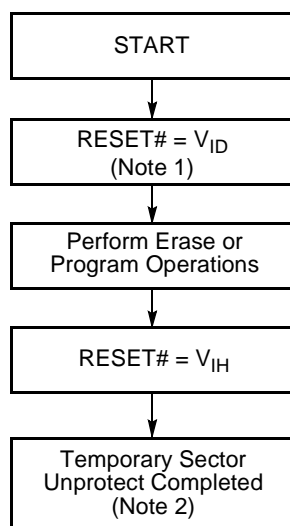 START
RESET# = VID
(Note 1)
Perform Erase or
Program Operations
RESET# = VIH
Temporary Sector
Unprotect Completed
(Note 2)